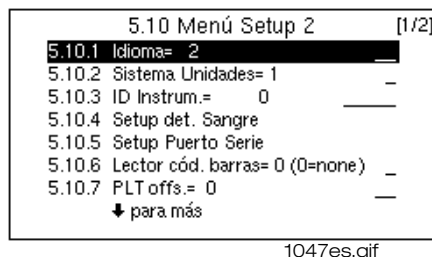 5.10 Menú Setup 2 [1/2]
5.10.1 Idioma= 2
5.10.2 Sistema Unidades= 1
5.10.3 ID Instrum.= 0
5.10.4 Setup det. Sangre
5.10.5 Setup Puerto Serie
5.10.6 Lector cód. barras= 0 (0=none)
5.10.7 PLT offs.= 0
🡇 para más
1047es.gif